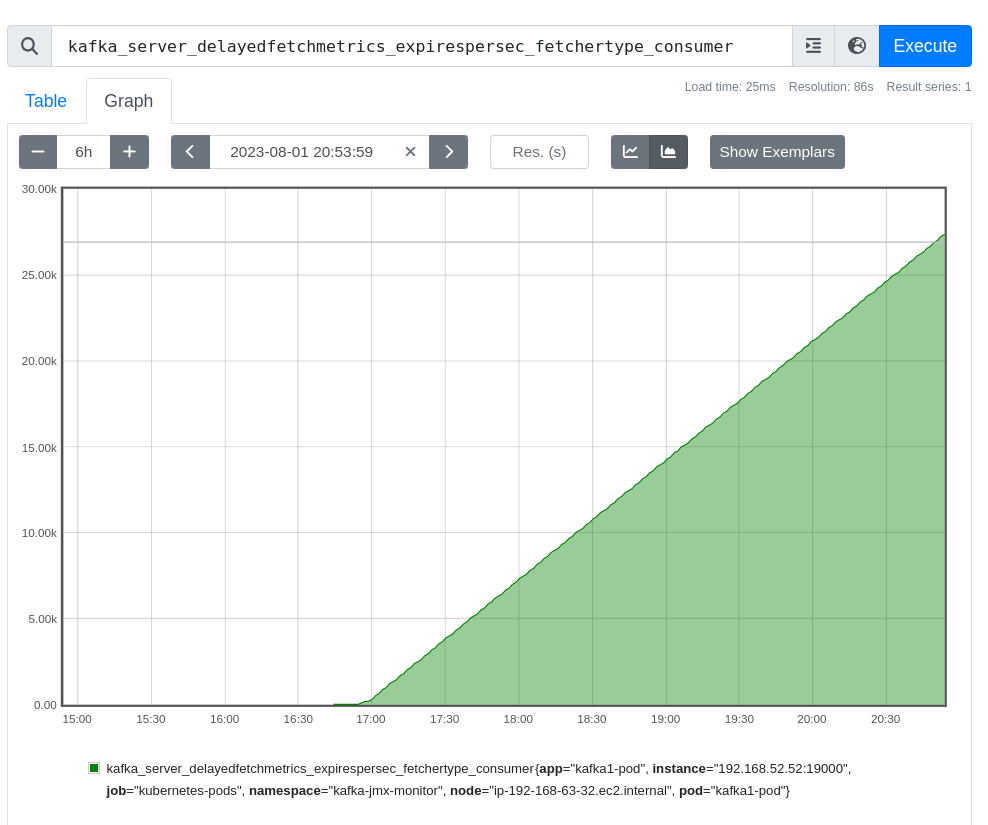 kafka_server_delayedfetchmetrics_expirespersec_fetchertype_consumer
Execute
Load time: 25ms Resolution: 86s Result series: 1
Table Graph
6h 2023-08-01 20:53:59 Res. (s) Show Exemplars
30.00k
25.00k
20.00k
15.00k
10.00k
5.00k
0.00
15:00 15:30 16:00 16:30 17:00 17:30 18:00 18:30 19:00 19:30 20:00 20:30
kafka_server_delayedfetchmetrics_expirespersec_fetchertype_consumer{app="kafka1-pod", instance="192.168.52.52:19000",
job="kubernetes-pods", namespace="kafka-jmx-monitor", node="ip-192-168-63-32.ec2.internal", pod="kafka1-pod"}